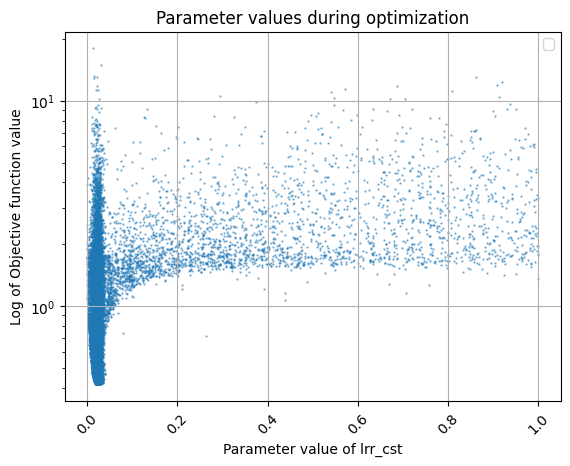 Parameter values during optimization
Log of Objective function value
10¹
10⁰
0.0
0.2
0.4
0.6
0.8
1.0
Parameter value of lrr_cst